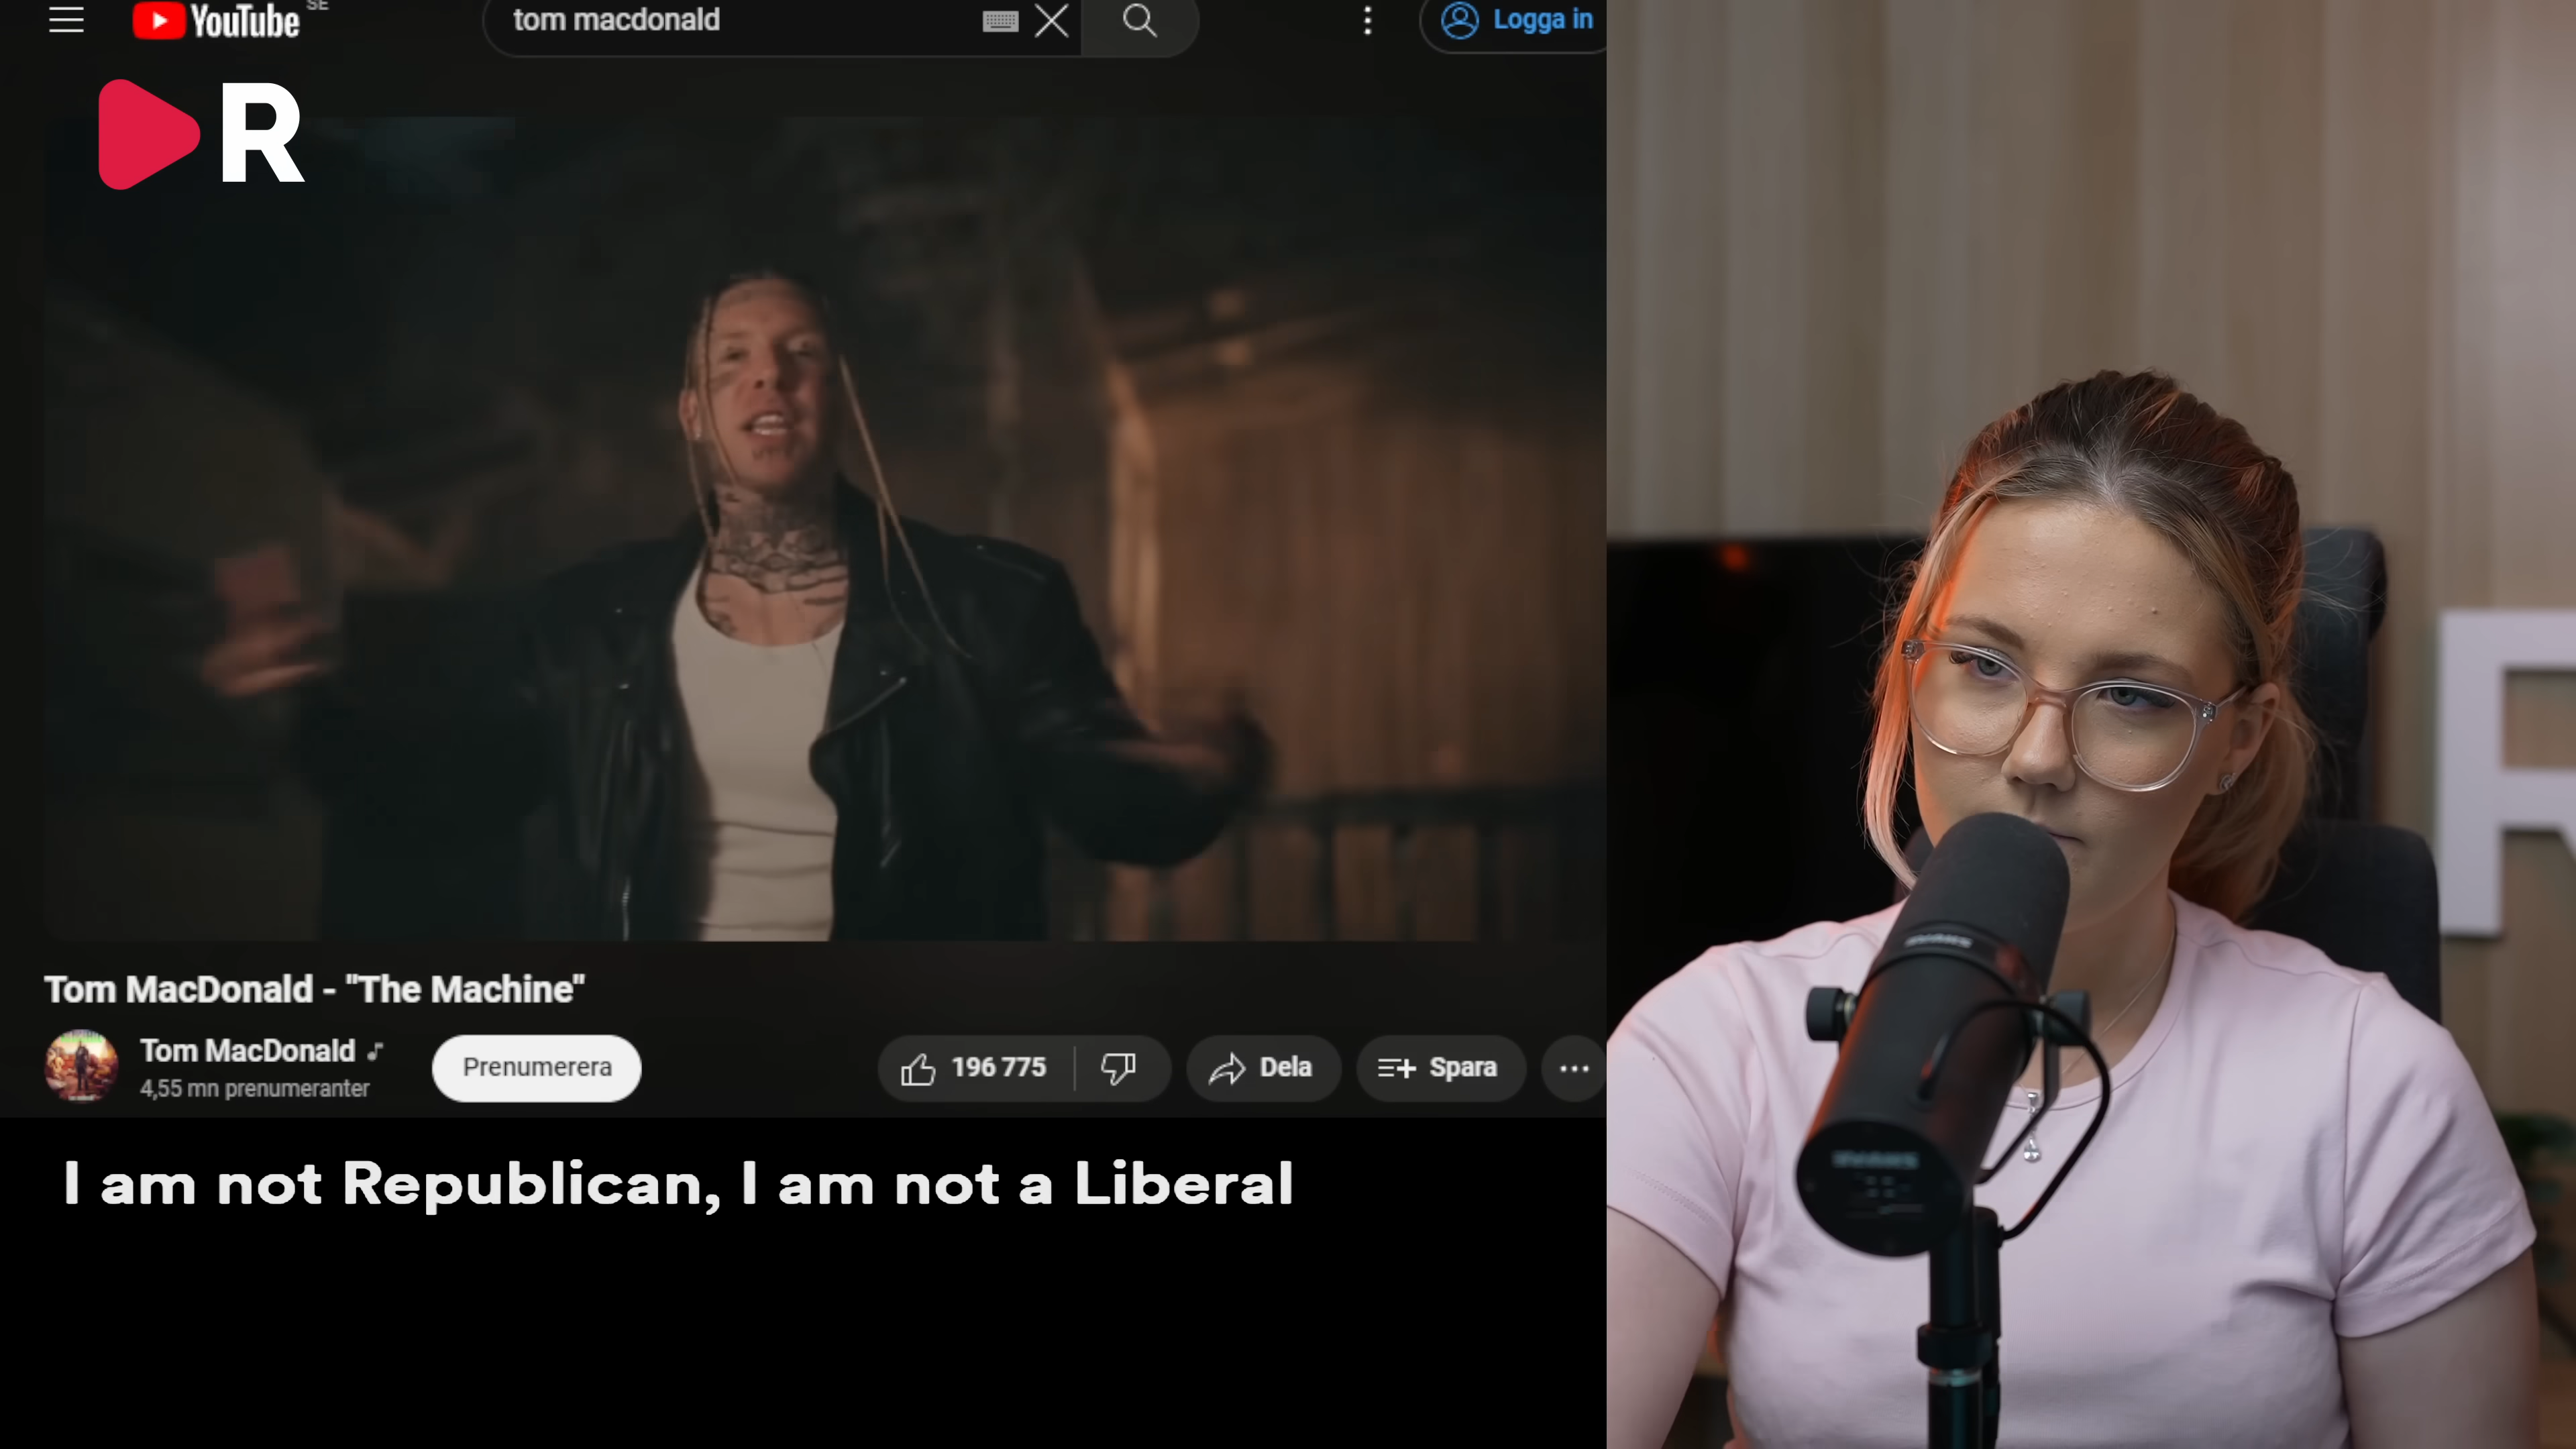 YouTube SE
tom macdonald
Logga in
R
Tom MacDonald - "The Machine"
Tom MacDonald
4,55 mn prenumeranter
Prenumerera
196 775
Dela
Spara
I am not Republican, I am not a Liberal
R